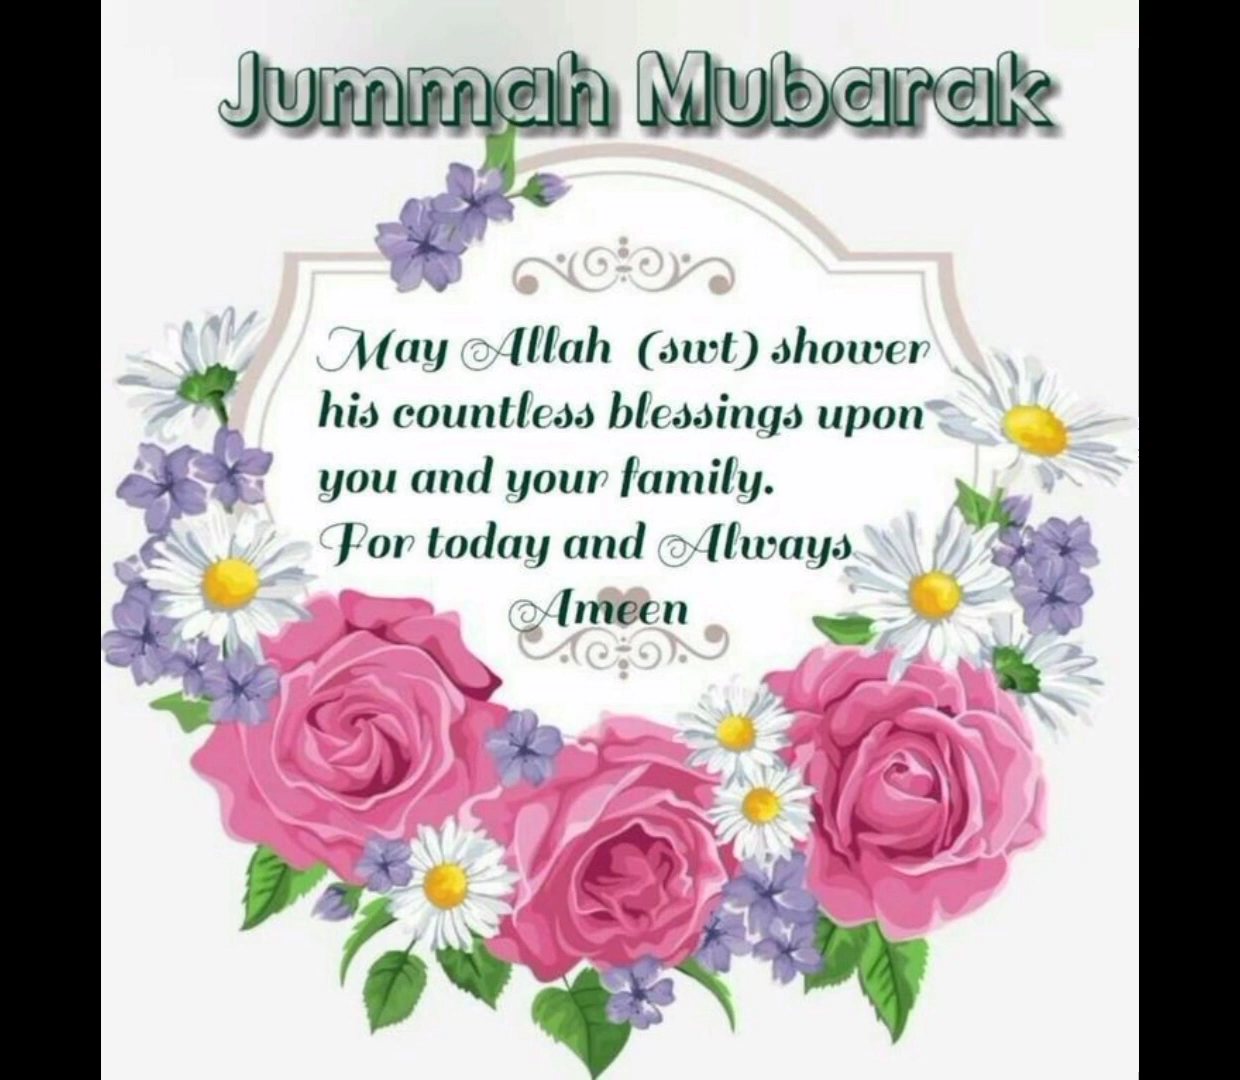 Jummah Mubarak
May Allah (swt) shower
his countless blessings upon
you and your family.
For today and Always
Ameen